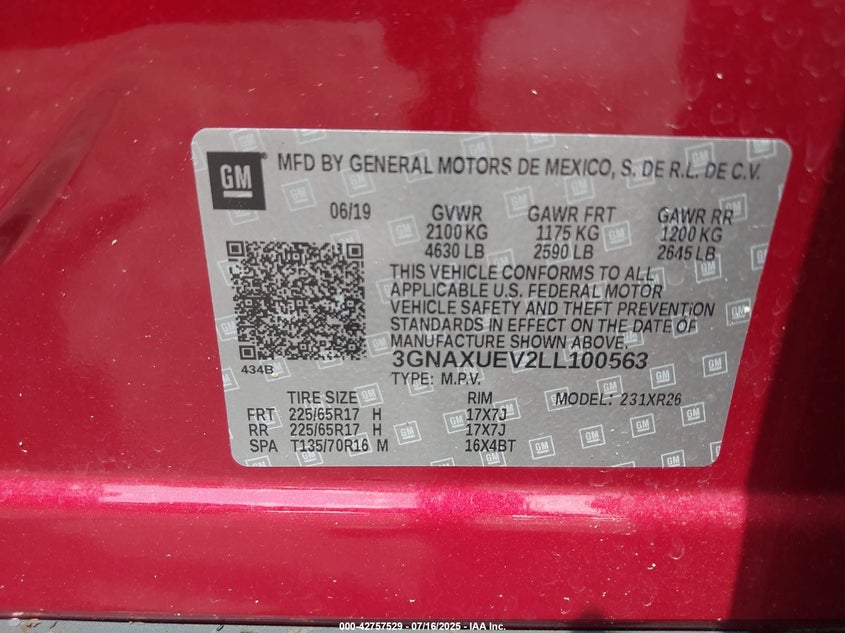 GM
MFD BY GENERAL MOTORS DE MEXICO, S. DE R.L. DE C.V.
06/19 GVWR GAWR FRT GAWR RR
2100 KG 1175 KG 1200 KG
4630 LB 2590 LB 2645 LB
THIS VEHICLE CONFORMS TO ALL
APPLICABLE U.S. FEDERAL MOTOR
VEHICLE SAFETY AND THEFT PREVENTION
STANDARDS IN EFFECT ON THE DATE OF
MANUFACTURE SHOWN ABOVE.
3GNAXUEV2LL100563
434B
TYPE: M.P.V.
TIRE SIZE RIM MODEL: 231XR26
FRT 225/65R17 H 17X7J
RR 225/65R17 H 17X7J
SPA T135/70R16 M 16X4BT
000-42757529 - 07/16/2025 - IAA Inc.